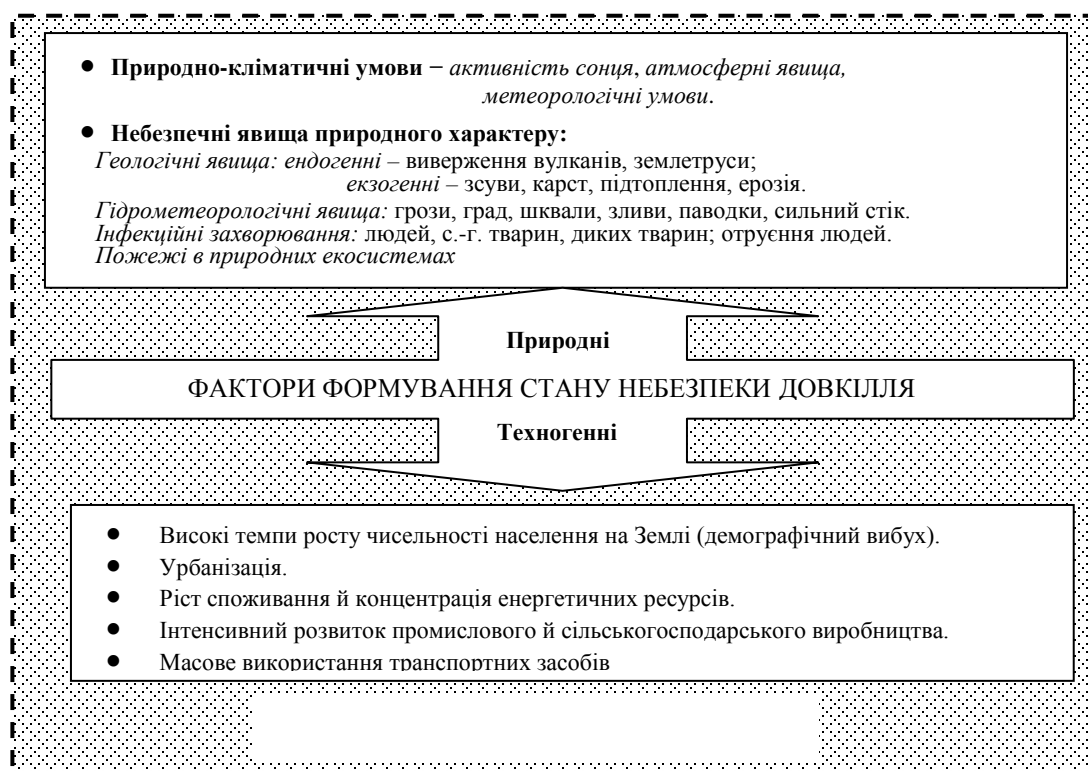 • Природно-кліматичні умови – активність сонця, атмосферні явища,
метеорологічні умови.
• Небезпечні явища природного характеру:
Геологічні явища: ендогенні – виверження вулканів, землетруси;
екзогенні – зсуви, карст, підтоплення, ерозія.
Гідрометеорологічні явища: грози, град, шквали, зливи, паводки, сильний стік.
Інфекційні захворювання: людей, с.-г. тварин, диких тварин; отруєння людей.
Пожежі в природних екосистемах
Природні
ФАКТОРИ ФОРМУВАННЯ СТАНУ НЕБЕЗПЕКИ ДОВКІЛЛЯ
Техногенні
• Високі темпи росту чисельності населення на Землі (демографічний вибух).
• Урбанізація.
• Ріст споживання й концентрація енергетичних ресурсів.
• Інтенсивний розвиток промислового й сільськогосподарського виробництва.
• Масове використання транспортних засобів